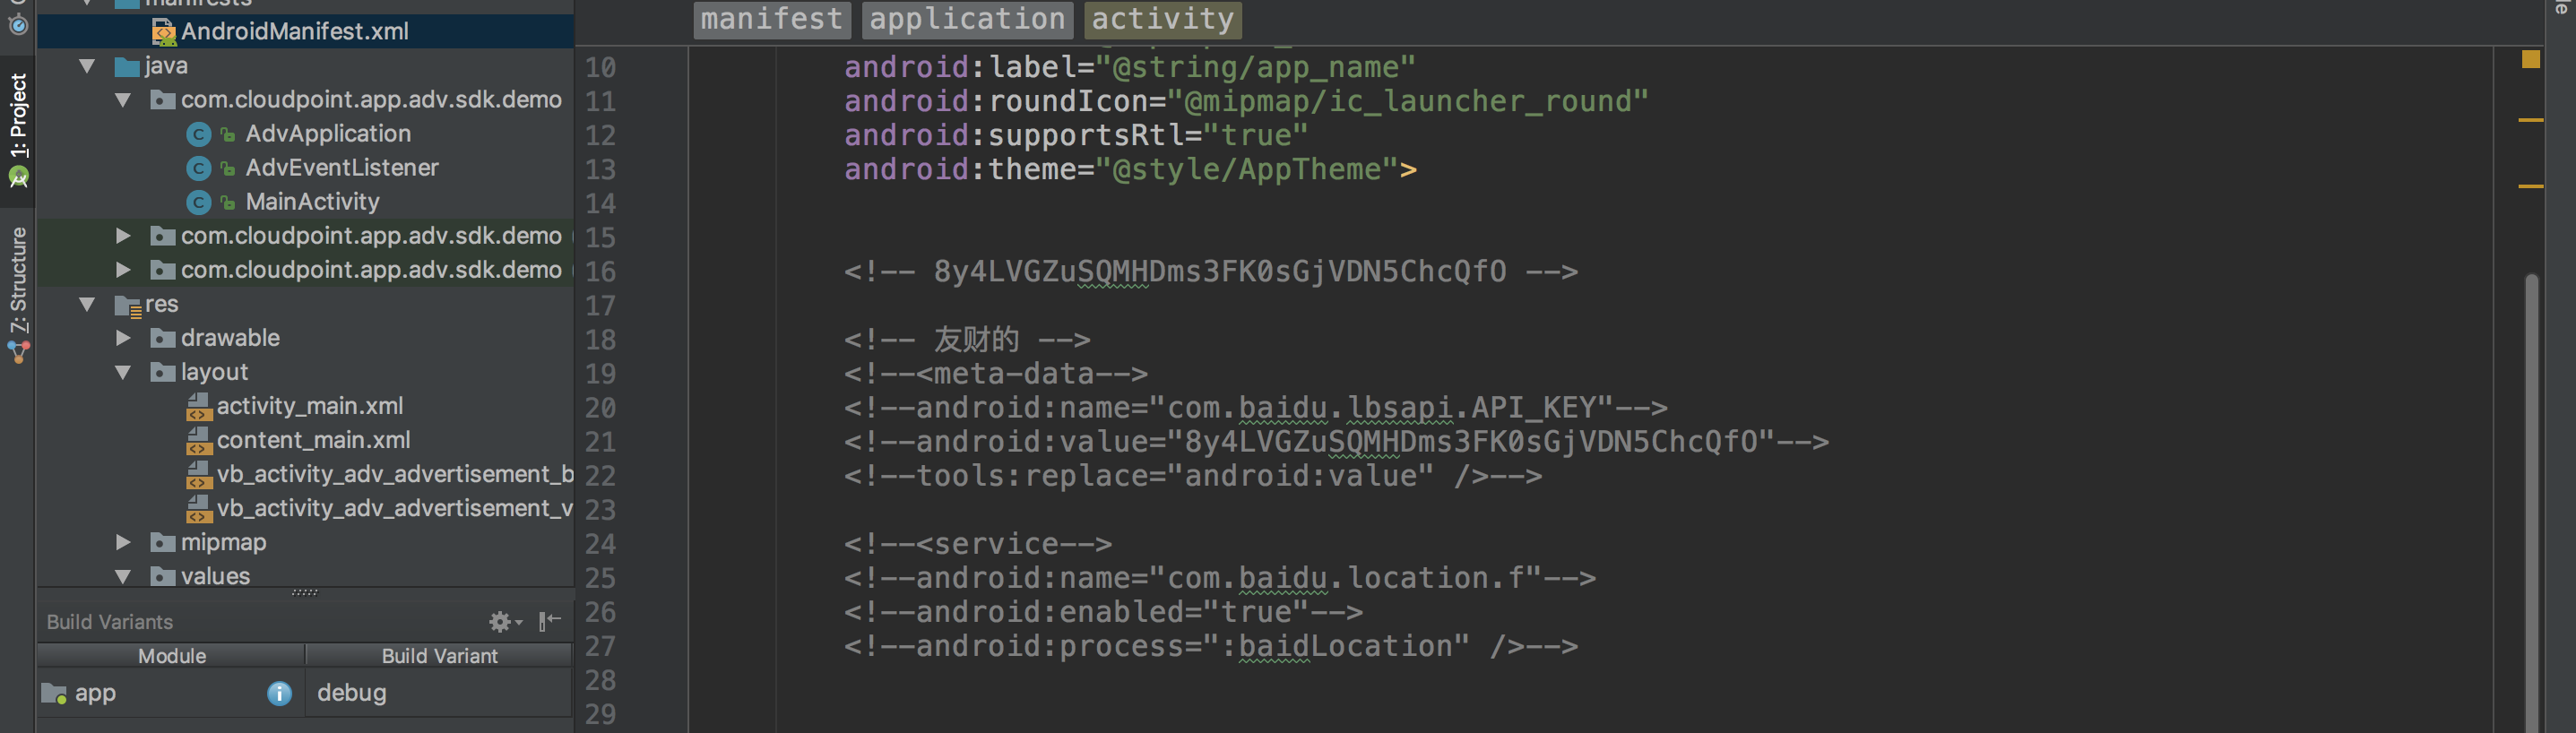 manifests
AndroidManifest.xml
java
com.cloudpoint.app.adv.sdk.demo
AdvApplication
AdvEventListener
MainActivity
com.cloudpoint.app.adv.sdk.demo
com.cloudpoint.app.adv.sdk.demo
res
drawable
layout
activity_main.xml
content_main.xml
vb_activity_adv_advertisement_b
vb_activity_adv_advertisement_v
mipmap
values
1: Project
7: Structure
Build Variants
Module Build Variant
app debug
manifest application activity
10 android:label="@string/app_name"
11 android:roundIcon="@mipmap/ic_launcher_round"
12 android:supportsRtl="true"
13 android:theme="@style/AppTheme">
14
15
16 <!-- 8y4LVGZuSQMHDms3FK0sGjVDN5ChcQfO -->
17
18 <!-- 友财的 -->
19 <!--<meta-data-->
20 <!--android:name="com.baidu.lbsapi.API_KEY"-->
21 <!--android:value="8y4LVGZuSQMHDms3FK0sGjVDN5ChcQfO"-->
22 <!--tools:replace="android:value" />-->
23
24 <!--<service-->
25 <!--android:name="com.baidu.location.f"-->
26 <!--android:enabled="true"-->
27 <!--android:process=":baidLocation" />-->
28
29